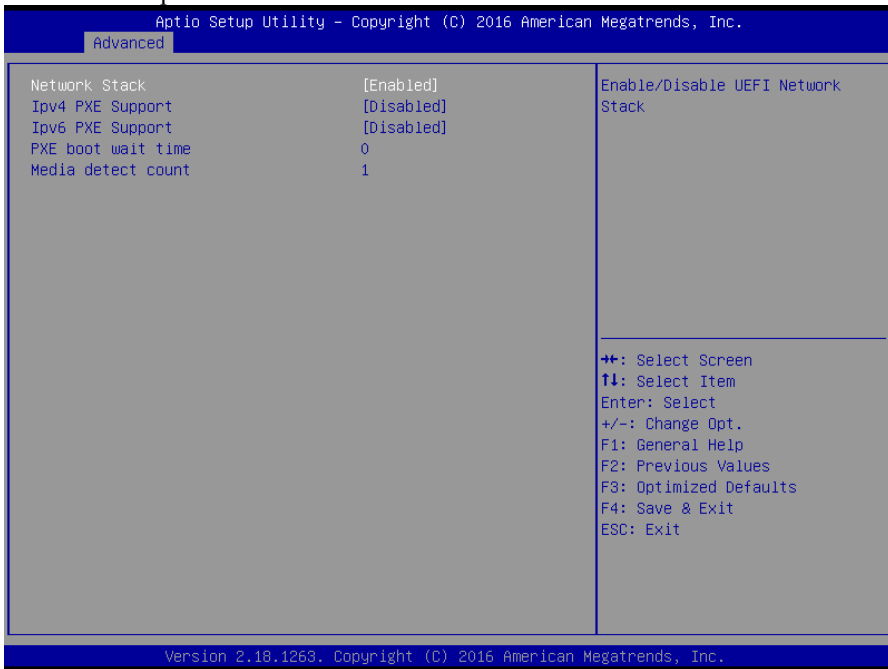 Aptio Setup Utility – Copyright (C) 2016 American Megatrends, Inc.
Advanced
Network Stack [Enabled]
Ipv4 PXE Support [Disabled]
Ipv6 PXE Support [Disabled]
PXE boot wait time 0
Media detect count 1
Enable/Disable UEFI Network
Stack
→←: Select Screen
↑↓: Select Item
Enter: Select
+/-: Change Opt.
F1: General Help
F2: Previous Values
F3: Optimized Defaults
F4: Save & Exit
ESC: Exit
Version 2.18.1263. Copyright (C) 2016 American Megatrends, Inc.